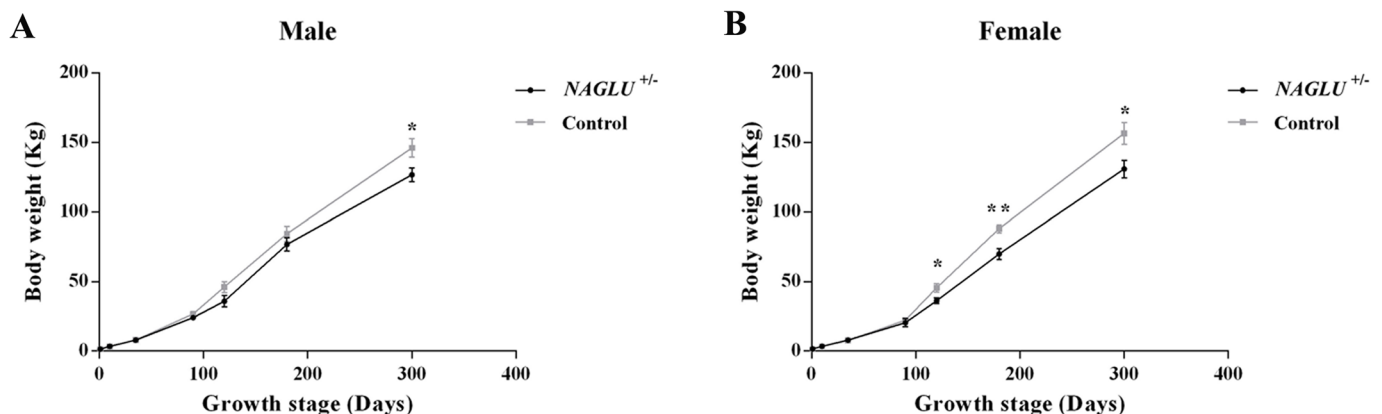 A
Male
Body weight (Kg)
200
150
100
50
0
*
NAGLU +/-
Control
0 100 200 300 400
Growth stage (Days)
B
Female
Body weight (Kg)
200
150
100
50
0
*
**
*
NAGLU +/-
Control
0 100 200 300 400
Growth stage (Days)